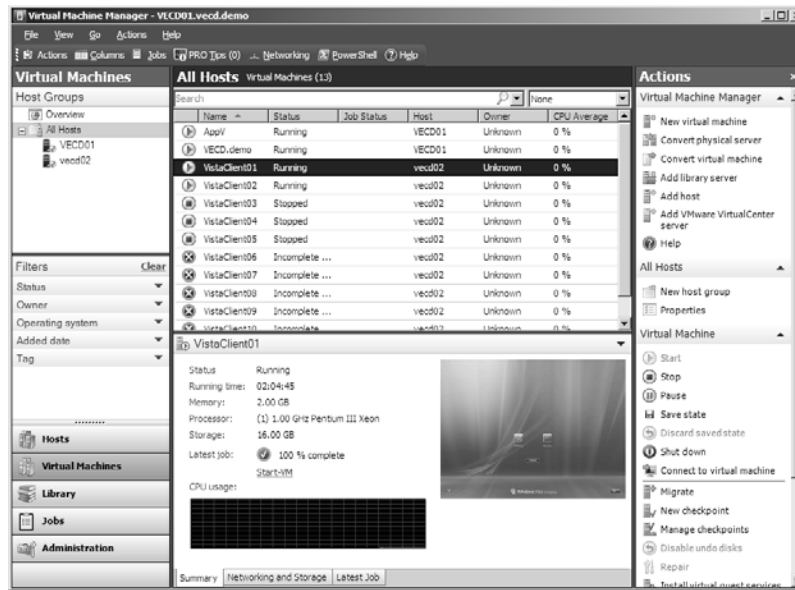 Virtual Machine Manager - VECD01.vecd.demo
File View Go Actions Help
Actions Columns Jobs PRO Tips (0) Networking PowerShell Help
Virtual Machines
Host Groups
Overview
All Hosts
VECD01
vecd02
Filters Clear
Status
Owner
Operating system
Added date
Tag
Hosts
Virtual Machines
Library
Jobs
Administration
All Hosts Virtual Machines (13)
Search None
Name Status Job Status Host Owner CPU Average
AppV Running VECD01 Unknown 0 %
VECD.demo Running VECD01 Unknown 0 %
VistaClient01 Running vecd02 Unknown 0 %
VistaClient02 Running vecd02 Unknown 0 %
VistaClient03 Stopped vecd02 Unknown 0 %
VistaClient04 Stopped vecd02 Unknown 0 %
VistaClient05 Stopped vecd02 Unknown 0 %
VistaClient06 Incomplete ... vecd02 Unknown 0 %
VistaClient07 Incomplete ... vecd02 Unknown 0 %
VistaClient08 Incomplete ... vecd02 Unknown 0 %
VistaClient09 Incomplete ... vecd02 Unknown 0 %
VistaClient10 Incomplete ... vecd02 Unknown 0 %
VistaClient01
Status Running
Running time: 02:04:45
Memory: 2.00 GB
Processor: (1) 1.00 GHz Pentium III Xeon
Storage: 16.00 GB
Latest job: 100 % complete
Start-VM
CPU usage:
Summary Networking and Storage Latest Job
Actions
Virtual Machine Manager
New virtual machine
Convert physical server
Convert virtual machine
Add library server
Add host
Add VMware VirtualCenter
server
Help
All Hosts
New host group
Properties
Virtual Machine
Start
Stop
Pause
Save state
Discard saved state
Shut down
Connect to virtual machine
Migrate
New checkpoint
Manage checkpoints
Disable undo disks
Repair
Install virtual guest services